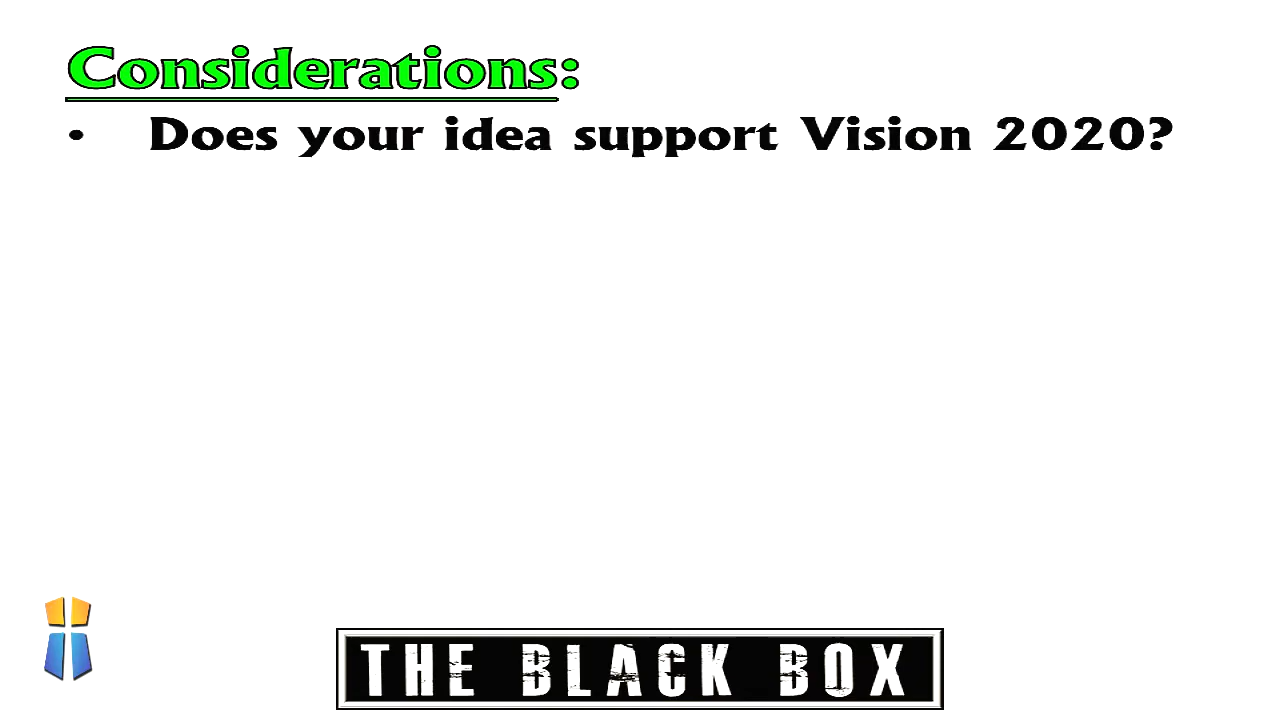 Considerations:
• Does your idea support Vision 2020?
THE BLACK BOX